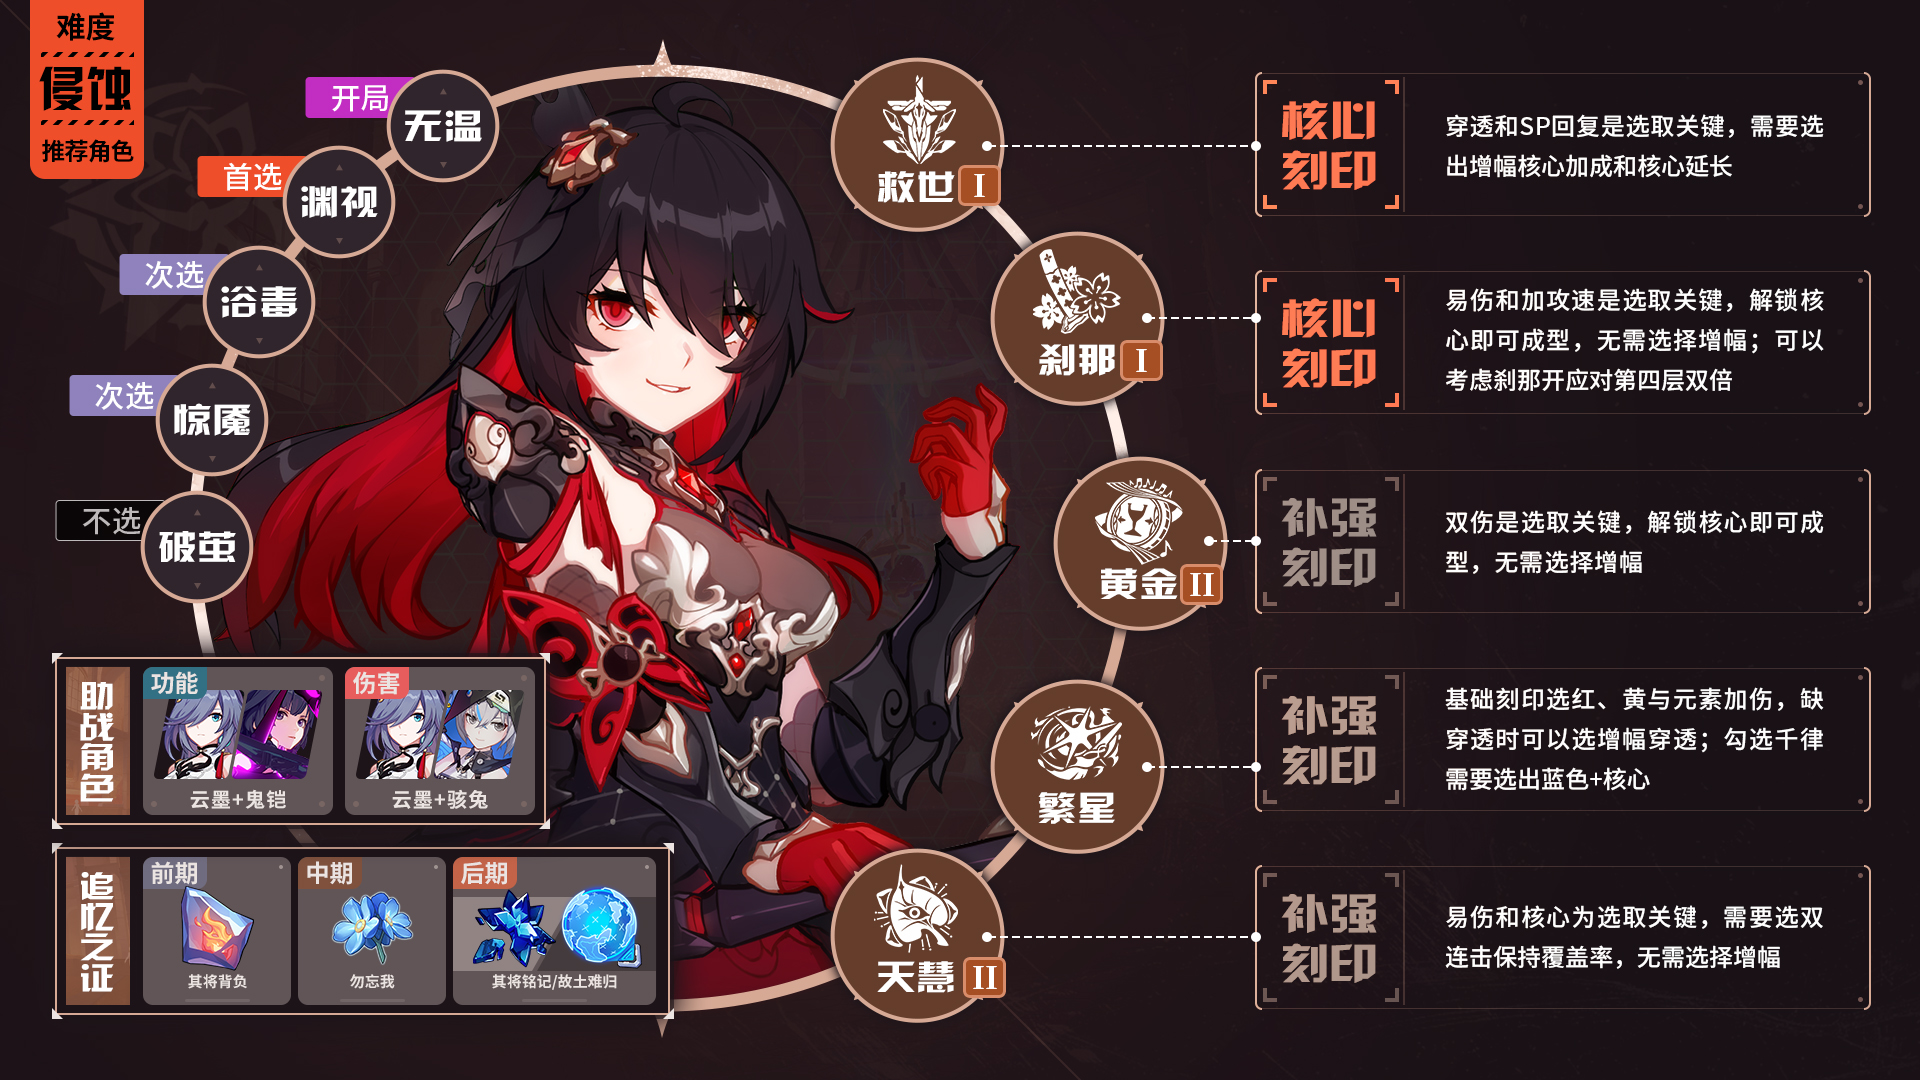 难度
侵蚀
推荐角色
开局
无温
首选
渊视
次选
浴毒
次选
惊魇
不选
破茧
救世 I
刹那 I
黄金 II
繁星
天慧 II
核心
刻印
穿透和SP回复是选取关键，需要选
出增幅核心加成和核心延长
核心
刻印
易伤和加攻速是选取关键，解锁核
心即可成型，无需选择增幅；可以
考虑刹那开应对第四层双倍
补强
刻印
双伤是选取关键，解锁核心即可成
型，无需选择增幅
补强
刻印
基础刻印选红、黄与元素加伤，缺
穿透时可以选增幅穿透；勾选千律
需要选出蓝色+核心
补强
刻印
易伤和核心为选取关键，需要选双
连击保持覆盖率，无需选择增幅
助战角色
功能
云墨+鬼铠
伤害
云墨+骇兔
追忆之证
前期
其将背负
中期
勿忘我
后期
其将铭记/故土难归